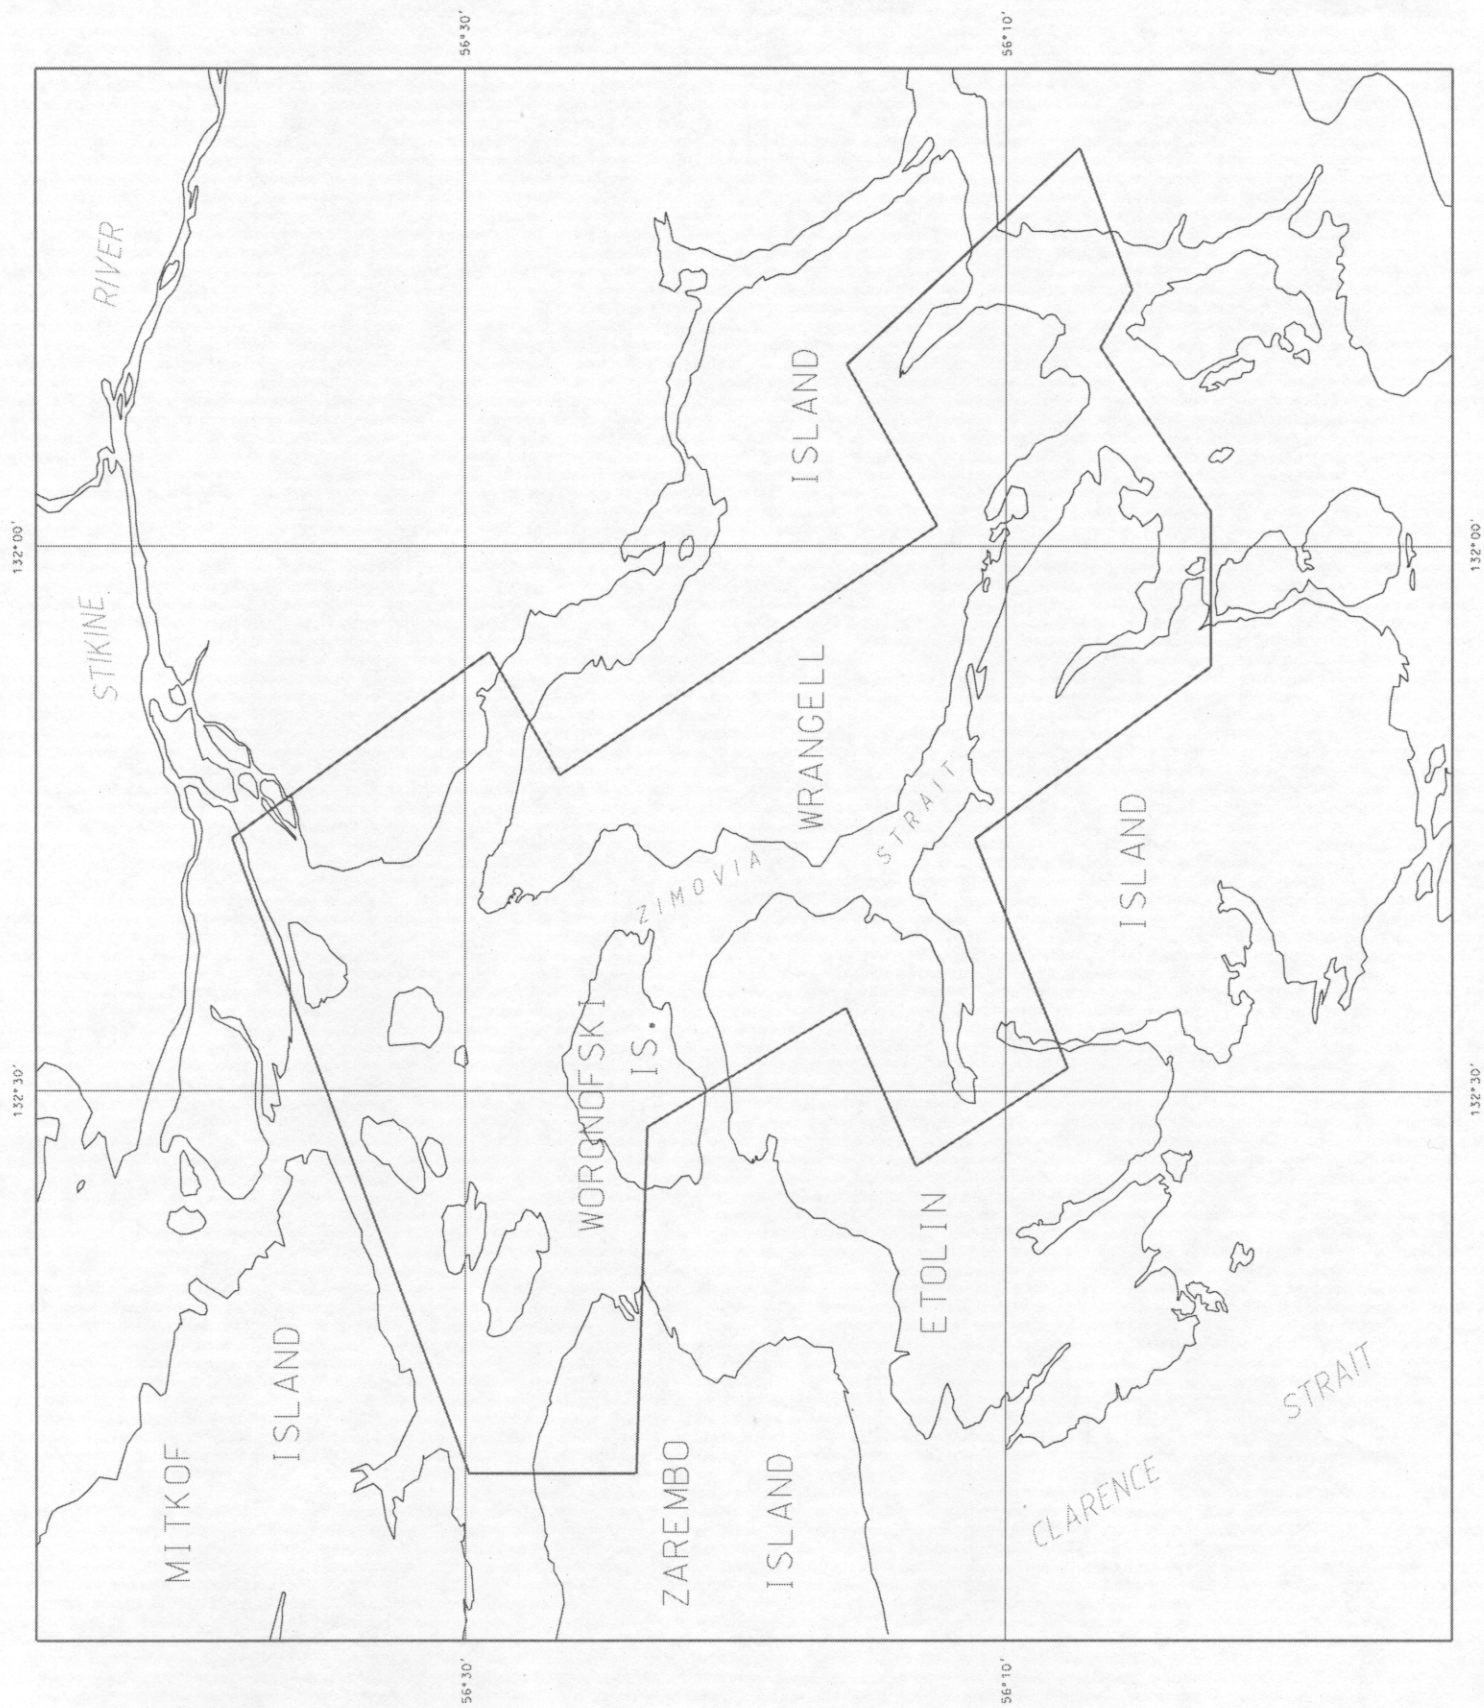 56°30'
56°10'
132°00'
132°00'
132°30'
132°30'
56°30'
56°10'
STIKINE RIVER
MITKOF
ISLAND
WORONOFSKI
IS.
ZIMOVIA STRAIT
WRANGELL ISLAND
ZAREMBO
ISLAND
ETOLIN ISLAND
CLARENCE STRAIT